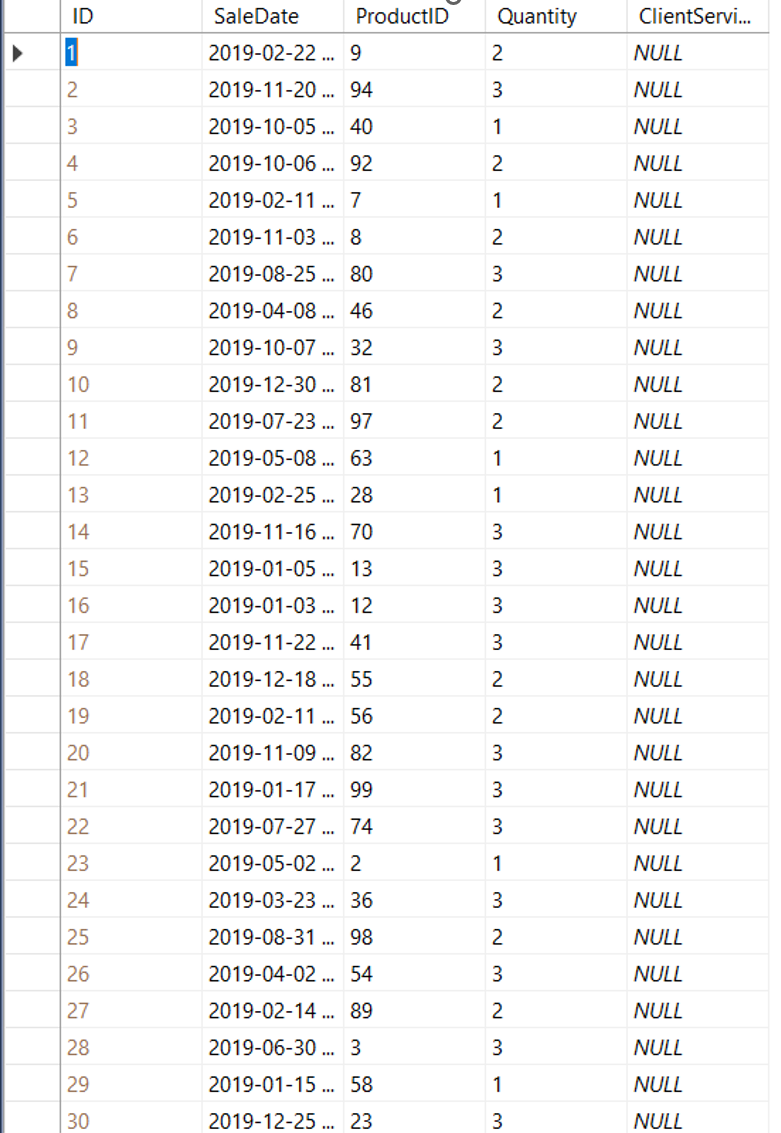 ID SaleDate ProductID Quantity ClientServi...
1 2019-02-22 ... 9 2 NULL
2 2019-11-20 ... 94 3 NULL
3 2019-10-05 ... 40 1 NULL
4 2019-10-06 ... 92 2 NULL
5 2019-02-11 ... 7 1 NULL
6 2019-11-03 ... 8 2 NULL
7 2019-08-25 ... 80 3 NULL
8 2019-04-08 ... 46 2 NULL
9 2019-10-07 ... 32 3 NULL
10 2019-12-30 ... 81 2 NULL
11 2019-07-23 ... 97 2 NULL
12 2019-05-08 ... 63 1 NULL
13 2019-02-25 ... 28 1 NULL
14 2019-11-16 ... 70 3 NULL
15 2019-01-05 ... 13 3 NULL
16 2019-01-03 ... 12 3 NULL
17 2019-11-22 ... 41 3 NULL
18 2019-12-18 ... 55 2 NULL
19 2019-02-11 ... 56 2 NULL
20 2019-11-09 ... 82 3 NULL
21 2019-01-17 ... 99 3 NULL
22 2019-07-27 ... 74 3 NULL
23 2019-05-02 ... 2 1 NULL
24 2019-03-23 ... 36 3 NULL
25 2019-08-31 ... 98 2 NULL
26 2019-04-02 ... 54 3 NULL
27 2019-02-14 ... 89 2 NULL
28 2019-06-30 ... 3 3 NULL
29 2019-01-15 ... 58 1 NULL
30 2019-12-25 ... 23 3 NULL